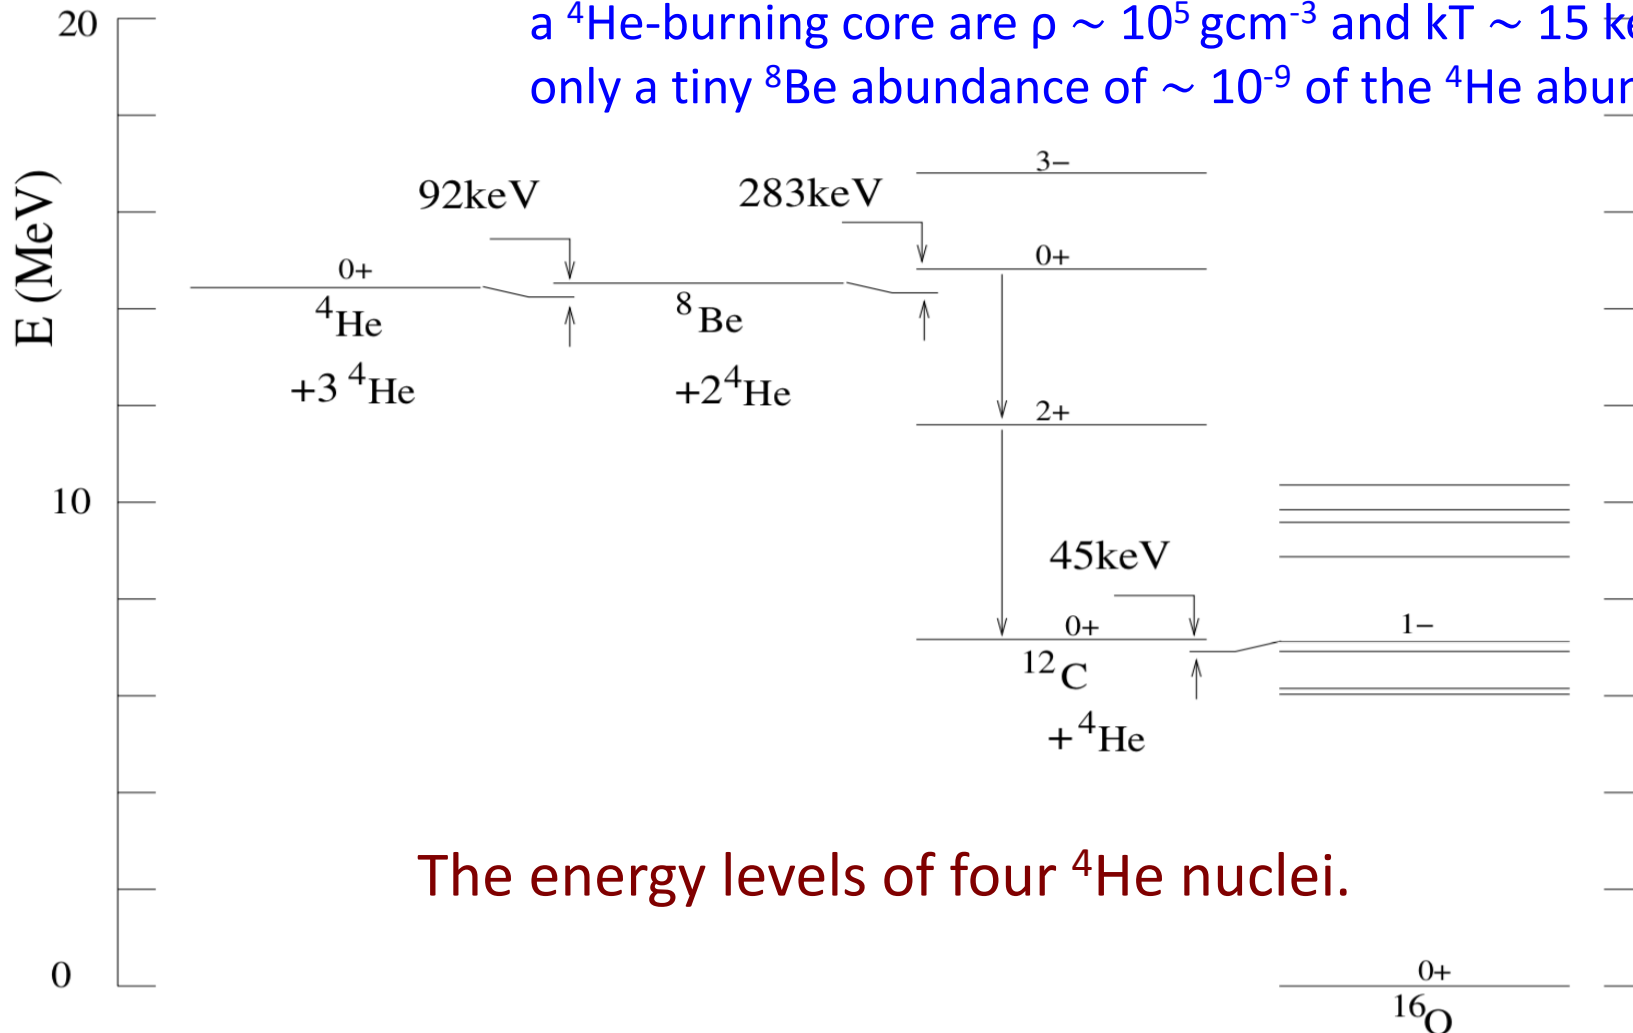 20
a ⁴He-burning core are ρ ~ 10⁵ gcm⁻³ and kT ~ 15
only a tiny ⁸Be abundance of ~ 10⁻⁹ of the ⁴He
3−
92keV
283keV
E (MeV)
0+
0+
⁴He
⁸Be
+3 ⁴He
+2⁴He
2+
10
45keV
0+
1−
¹²C
+ ⁴He
The energy levels of four ⁴He nuclei.
0
0+
¹⁶O